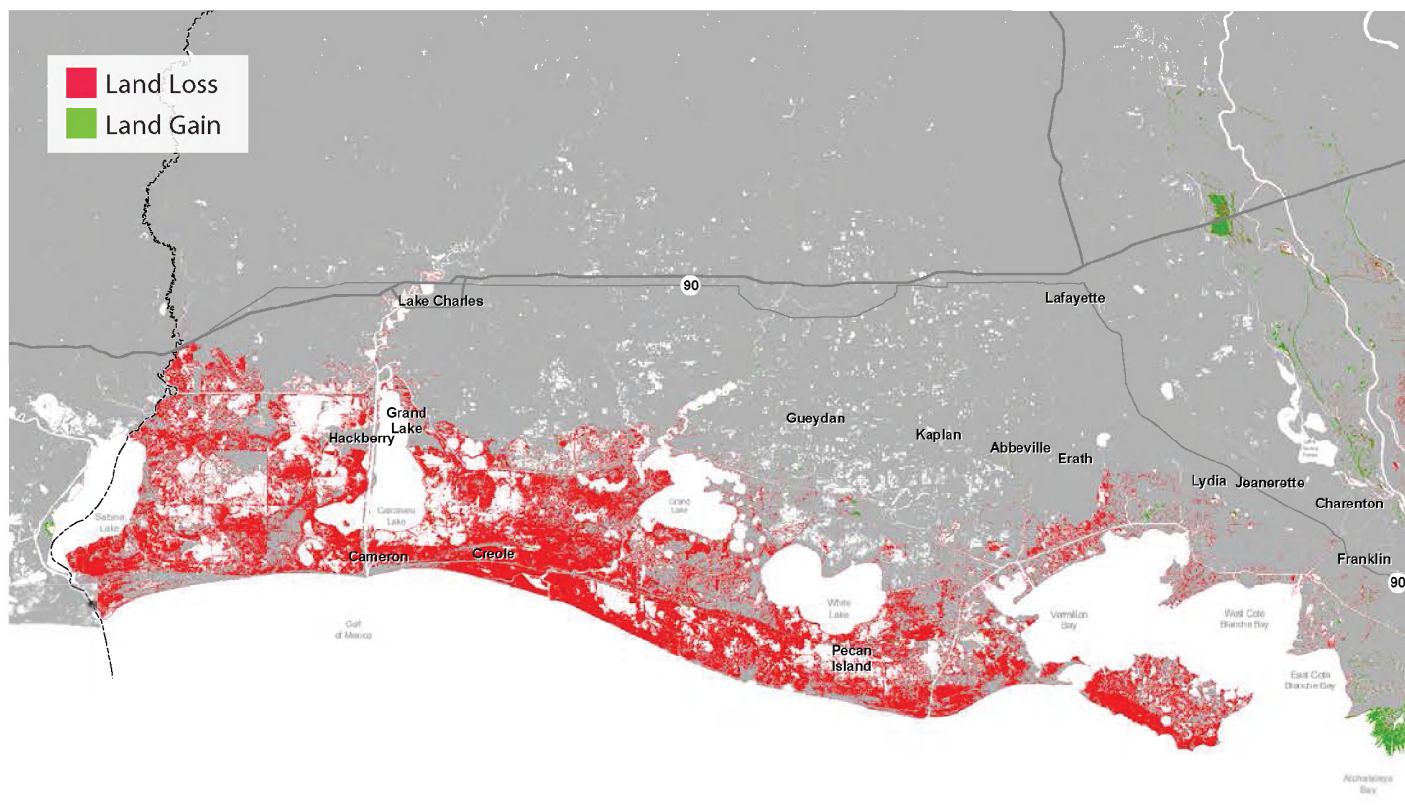 Land Loss
Land Gain
90
Lake Charles
Lafayette
Grand
Lake
Hackberry
Gueydan
Kaplan
Abbeville
Erath
Lydia
Jeanerette
Charenton
Sabine
Lake
Calcasieu
Lake
Grand
Lake
Cameron
Creole
Franklin
90
White
Lake
Vermilion
Bay
West Cote
Blanche Bay
Gulf
of Mexico
Pecan
Island
East Cote
Blanche Bay
Atchafalaya
Bay